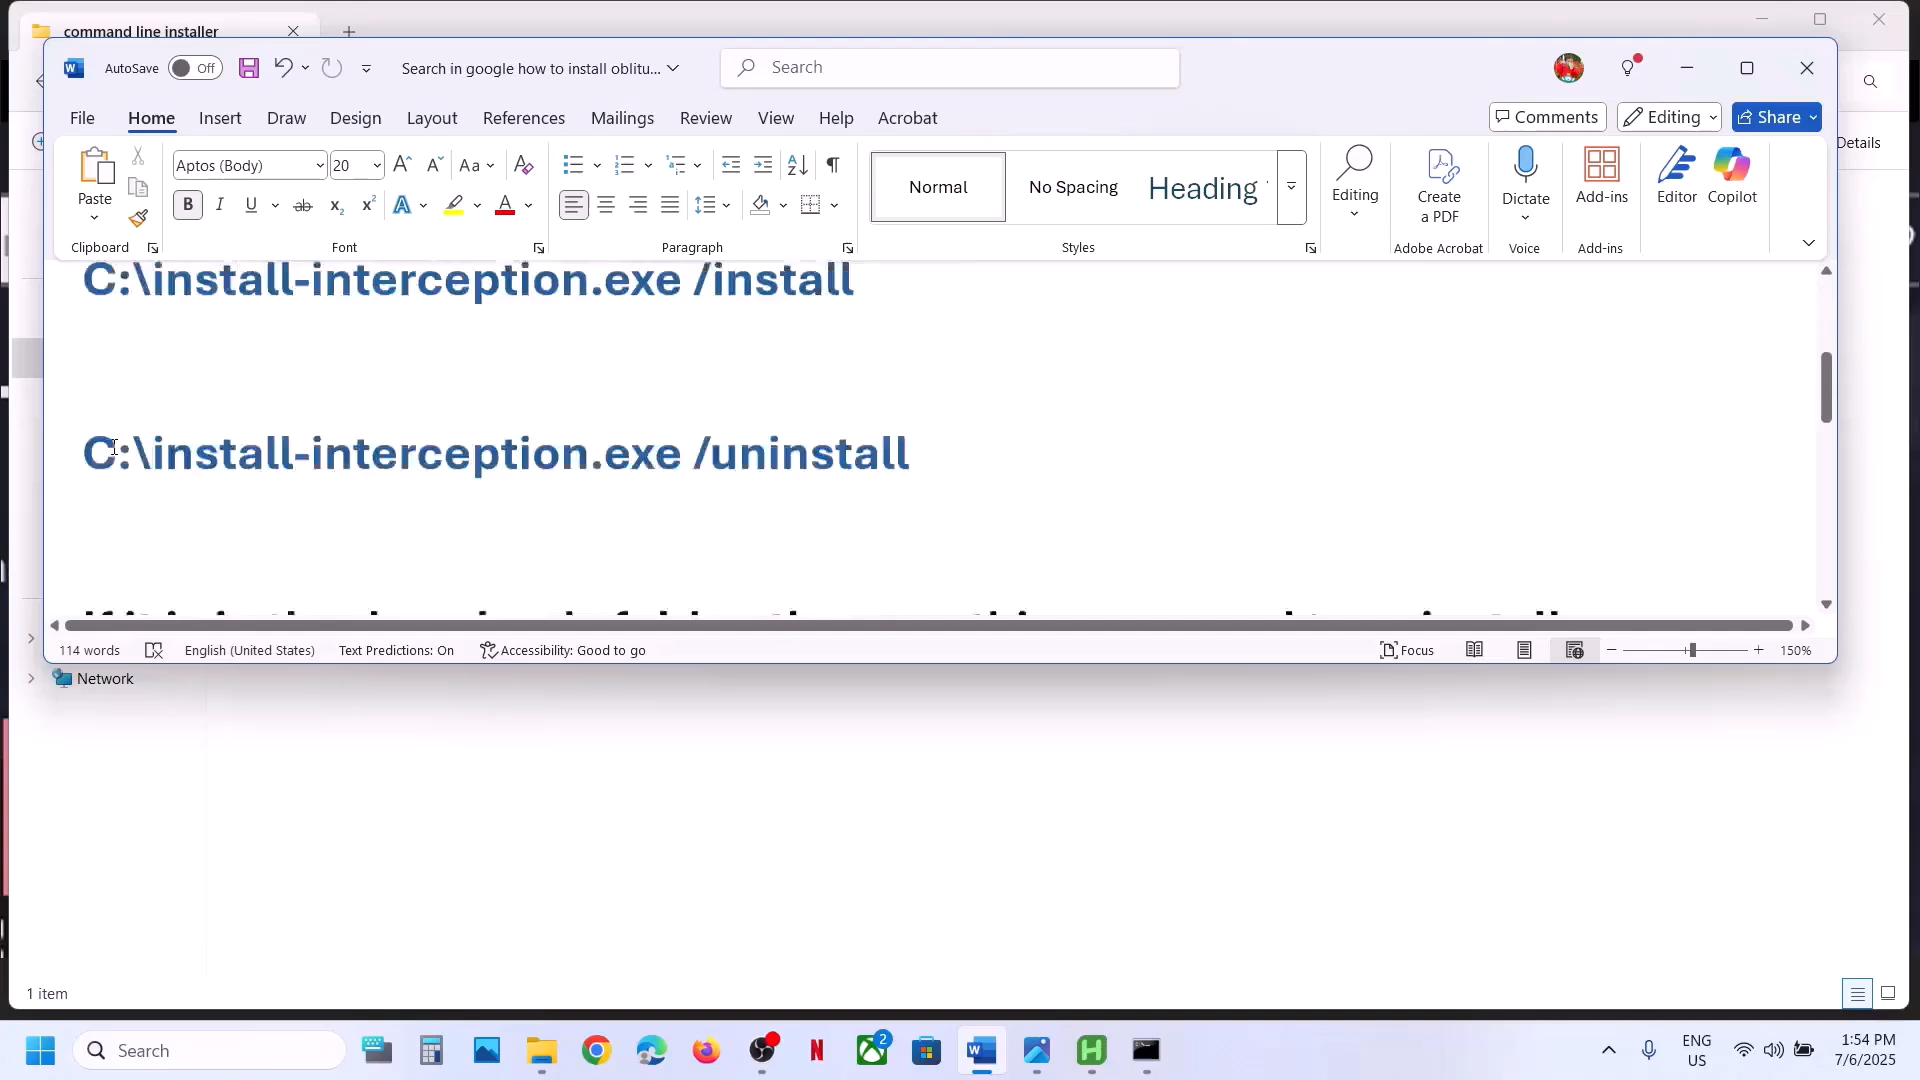 command line installer
AutoSave Off Search in google how to install oblitu... Search
File Home Insert Draw Design Layout References Mailings Review View Help Acrobat Comments Editing Share
Details
Aptos (Body) 20 Aa
Paste
Normal No Spacing Heading
Editing Create a PDF Dictate Add-ins Editor Copilot
Clipboard Font Paragraph Styles Adobe Acrobat Voice Add-ins
C:\install-interception.exe /install
C:\install-interception.exe /uninstall
114 words English (United States) Text Predictions: On Accessibility: Good to go Focus 150%
Network
1 item
Search 2 ENG US 1:54 PM 7/6/2025